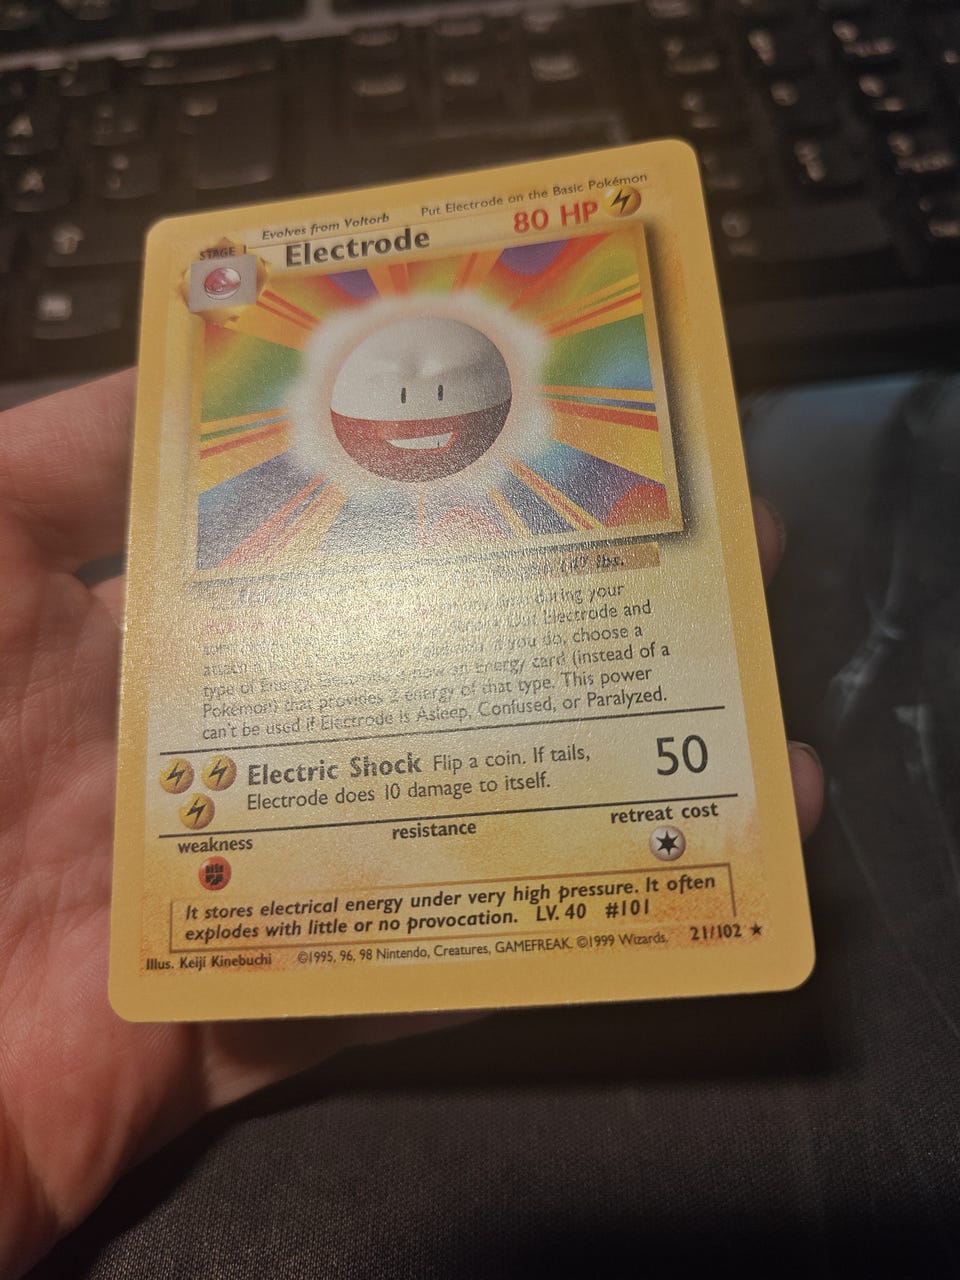 Evolves from Voltorb Put Electrode on the Basic Pokémon
STAGE 1 Electrode 80 HP
lbs.
during your
Electrode and
if you do, choose a
type of Energy card (instead of a
Pokémon) that provides 2 energy of that type. This power
can't be used if Electrode is Asleep, Confused, or Paralyzed.
Electric Shock Flip a coin. If tails, 50
Electrode does 10 damage to itself.
weakness resistance retreat cost
It stores electrical energy under very high pressure. It often
explodes with little or no provocation. LV. 40 #101
Illus. Keiji Kinebuchi ©1995, 96, 98 Nintendo, Creatures, GAMEFREAK. ©1999 Wizards. 21/102